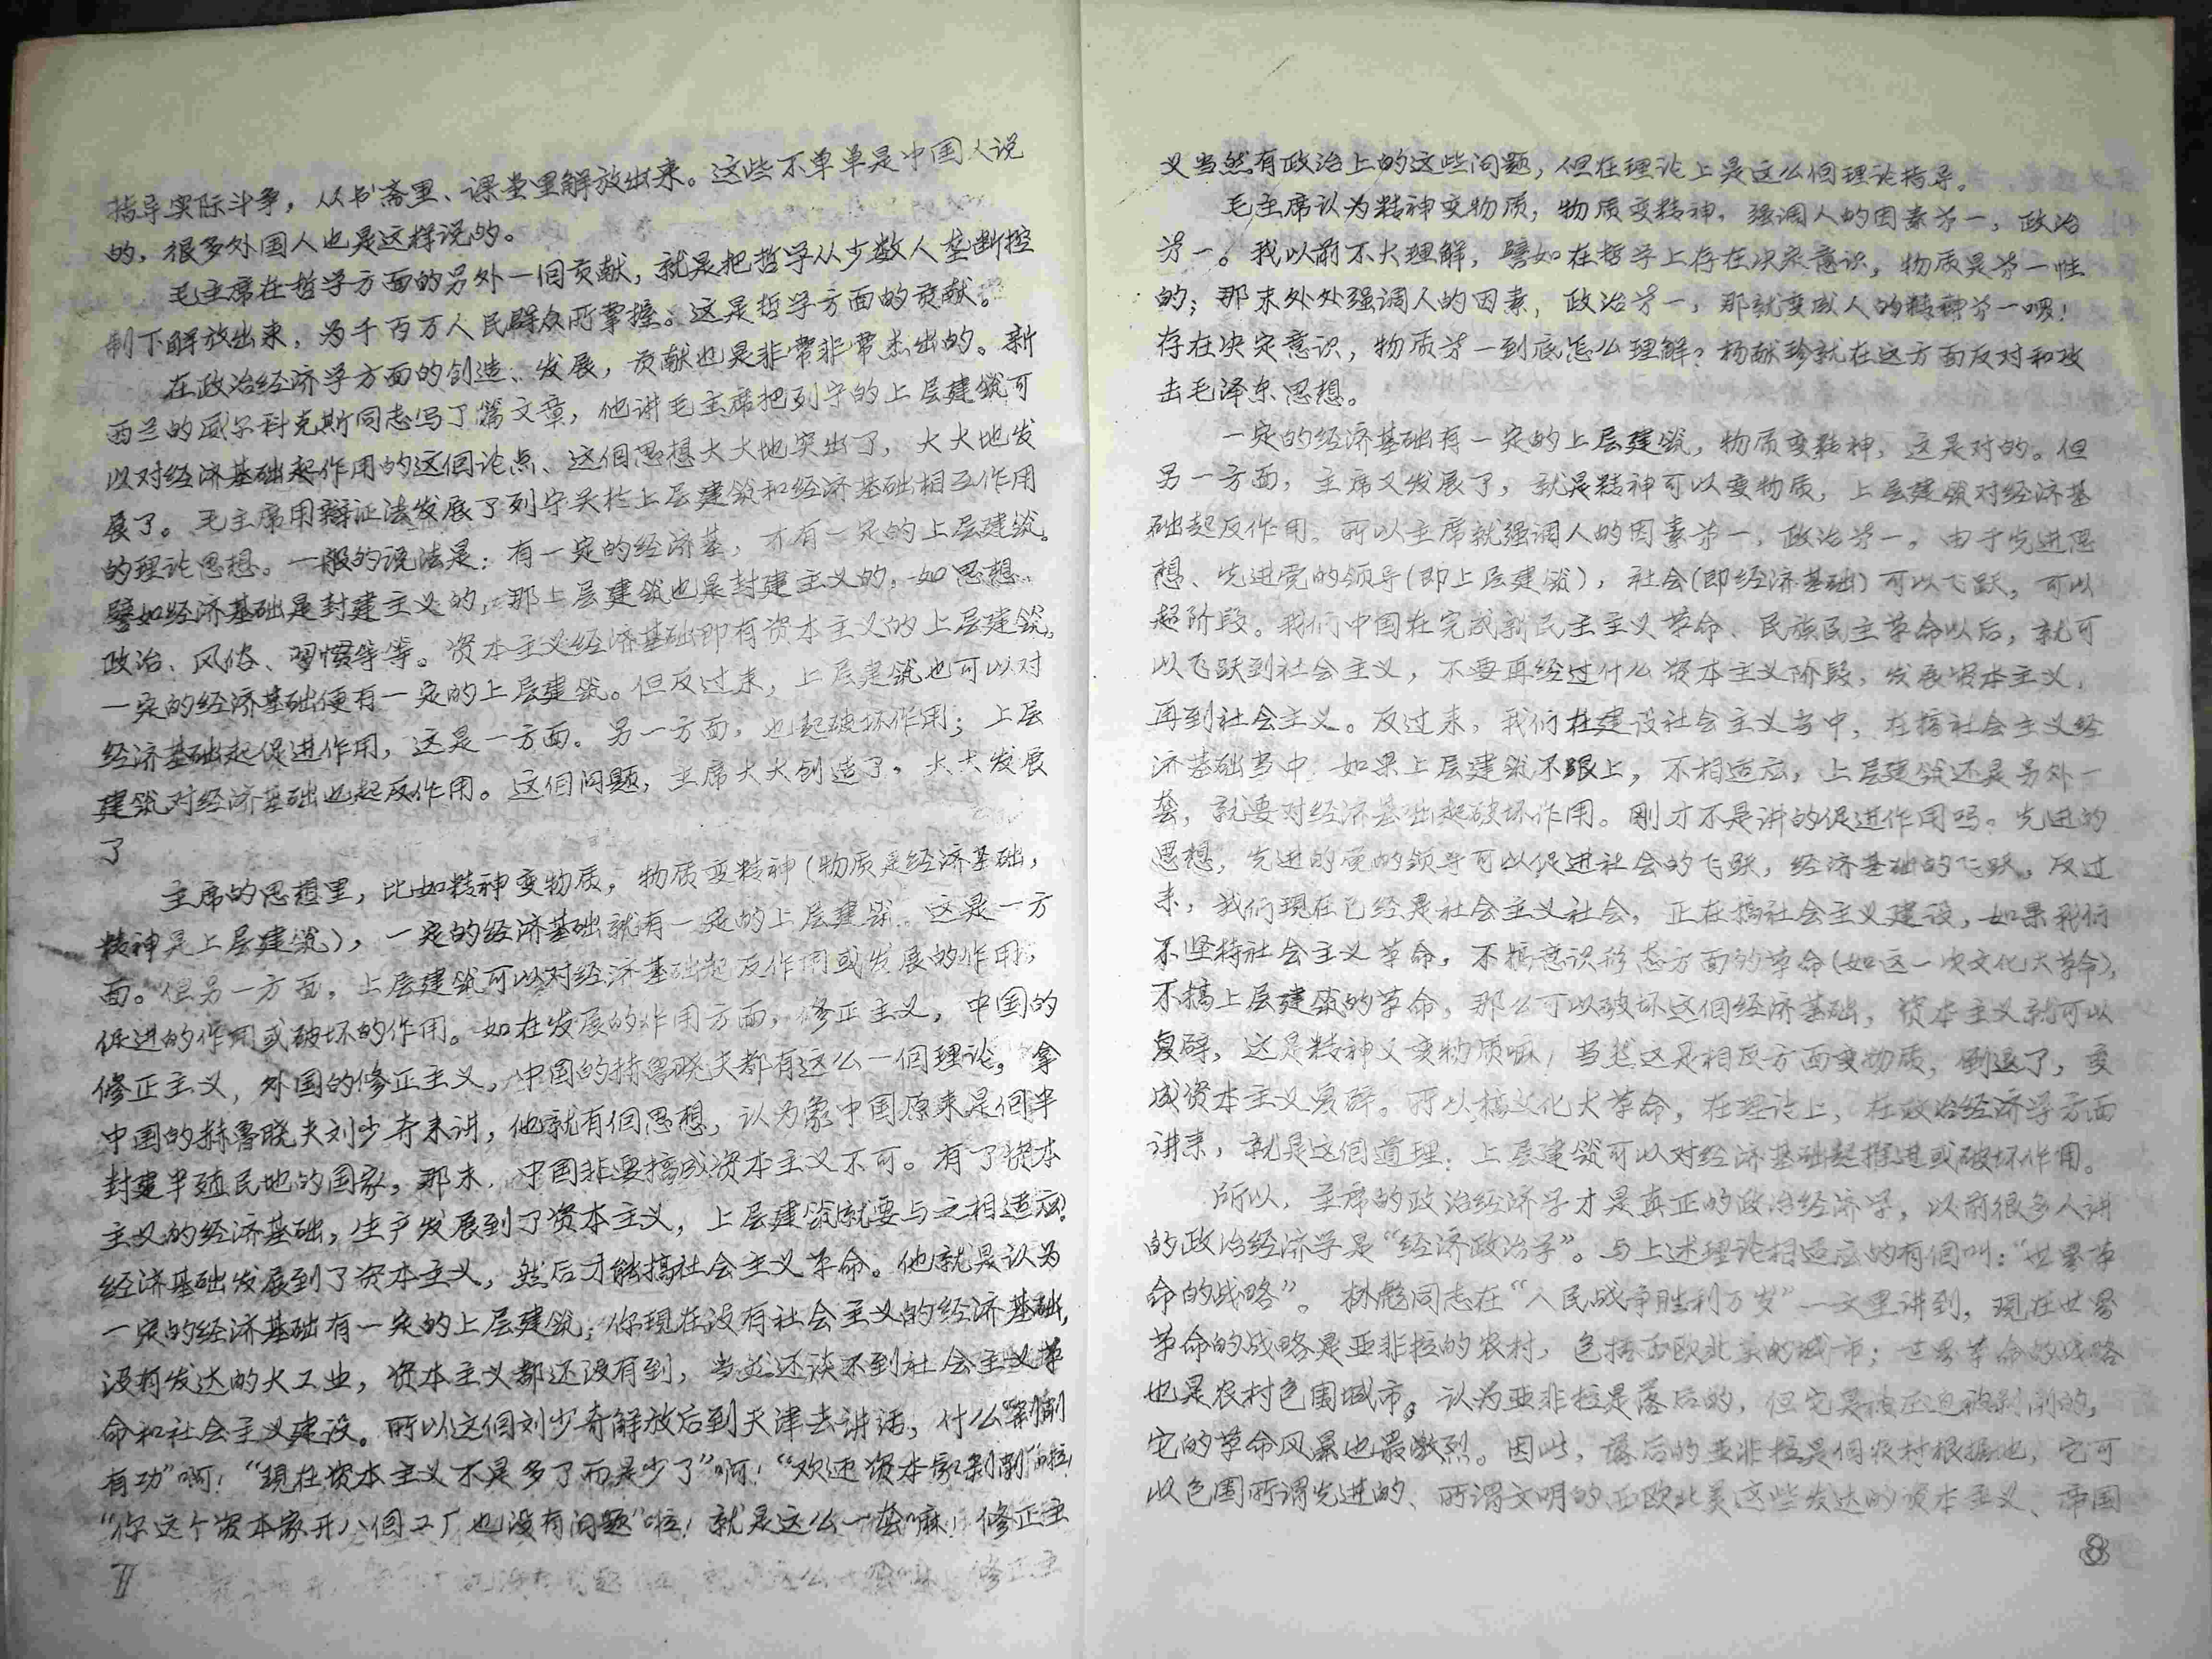 指导实际斗争，从书斋里、课堂里解放出来。这些不单单是中国人说
的，很多外国人也是这样说的。
毛主席在哲学方面的另外一個贡献，就是把哲学从少数人垄断控
制下解放出来，为千百万人民群众所掌握。这是哲学方面的贡献。
在政治经济学方面的创造、发展，贡献也是非常非常杰出的。新
西兰的威尔科克斯同志写了篇文章，他讲毛主席把列宁的上层建筑可
以对经济基础起作用的这個论点、这個思想大大地突出了，大大地发
展了。毛主席用辩证法发展了列宁关於上层建筑和经济基础相互作用
的理论思想。一般的说法是：有一定的经济基，才有一定的上层建筑。
譬如经济基础是封建主义的，那上层建筑也是封建主义的，如思想、
政治、风俗、習惯等等。资本主义经济基础即有资本主义的上层建筑。
一定的经济基础便有一定的上层建筑。但反过来，上层建筑也可以对
经济基础起促进作用，这是一方面。另一方面，也起破坏作用；上层
建筑对经济基础也起反作用。这個问题，主席大大创造了，大大发展
了
主席的思想里，比如精神变物质，物质变精神（物质是经济基础，
精神是上层建筑），一定的经济基础就有一定的上层建筑。这是一方
面。但另一方面，上层建筑可以对经济基础起反作用或发展的作用，
促进的作用或破坏的作用。如在发展的作用方面，修正主义，中国的
修正主义，外国的修正主义，中国的赫鲁晓夫都有这么一個理论，拿
中国的赫鲁晓夫刘少奇来讲，他就有個思想，认为象中国原来是個半
封建半殖民地的国家，那末，中国非要搞成资本主义不可。有了资本
主义的经济基础，生产发展到了资本主义，上层建筑就要与之相适应！
经济基础发展到了资本主义，然后才能搞社会主义革命。他就是认为
一定的经济基础有一定的上层建筑，你现在没有社会主义的经济基础，
没有发达的大工业，资本主义都还没有到，当然还谈不到社会主义革
命和社会主义建设。所以这個刘少奇解放后到天津去讲话，什么“剥削
有功”啊！“現在资本主义不是多了而是少了”啊！“欢迎资本家剥削”啦！
“你这个资本家开八個工厂也没有问题”啦！就是这么一套嘛！修正主
义当然有政治上的这些问题，但在理论上是这么個理论指导。
毛主席认为精神变物质，物质变精神，强调人的因素㐧一，政治
㐧一。我以前不大理解，譬如在哲学上存在决定意识，物质是㐧一性
的；那末处处强调人的因素，政治㐧一，那就变成人的精神㐧一啰！
存在决定意识，物质㐧一到底怎么理解？杨献珍就在这方面反对和攻
击毛泽东思想。
一定的经济基础有一定的上层建筑，物质变精神，这是对的。但
另一方面，主席又发展了，就是精神可以变物质，上层建筑对经济基
础起反作用。所以主席就强调人的因素㐧一，政治㐧一。由于先进思
想、先进党的领导（即上层建筑），社会（即经济基础）可以飞跃，可以
超阶段。我们中国在完成新民主主义革命、民族民主革命以后，就可
以飞跃到社会主义，不要再经过什么资本主义阶段，发展资本主义，
再到社会主义。反过来，我们在建设社会主义当中，在搞社会主义经
济基础当中，如果上层建筑不跟上，不相适应，上层建筑还是另外一
套，就要对经济基础起破坏作用。刚才不是讲的促进作用吗。先进的
思想，先进的党的领导可以促进社会的飞跃，经济基础的飞跃。反过
来，我们现在已经是社会主义社会，正在搞社会主义建设，如果我们
不坚持社会主义革命，不搞意识形态方面的革命（如这一次文化大革命），
不搞上层建筑的革命，那么可以破坏这個经济基础，资本主义就可以
复辟，这是精神又变物质嘛！当然这是相反方面变物质，倒退了，变
成资本主义复辟。所以搞文化大革命，在理论上，在政治经济学方面
讲来，就是这個道理：上层建筑可以对经济基础起推进或破坏作用。
所以，主席的政治经济学才是真正的政治经济学，以前很多人讲
的政治经济学是“经济政治学”。与上述理论相适应的有個叫：“世界革
命的战略”。林彪同志在“人民战争胜利万岁”一文里讲到，現在世界
革命的战略是亚非拉的农村，包括西欧北美的城市；世界革命的战略
也是农村包围城市。认为亚非拉是落后的，但它是被压迫被剥削的，
它的革命风暴也最激烈。因此，落后的亚非拉是個农村根据地，它可
以包围所谓先进的、所谓文明的西欧北美这些发达的资本主义、帝国
8